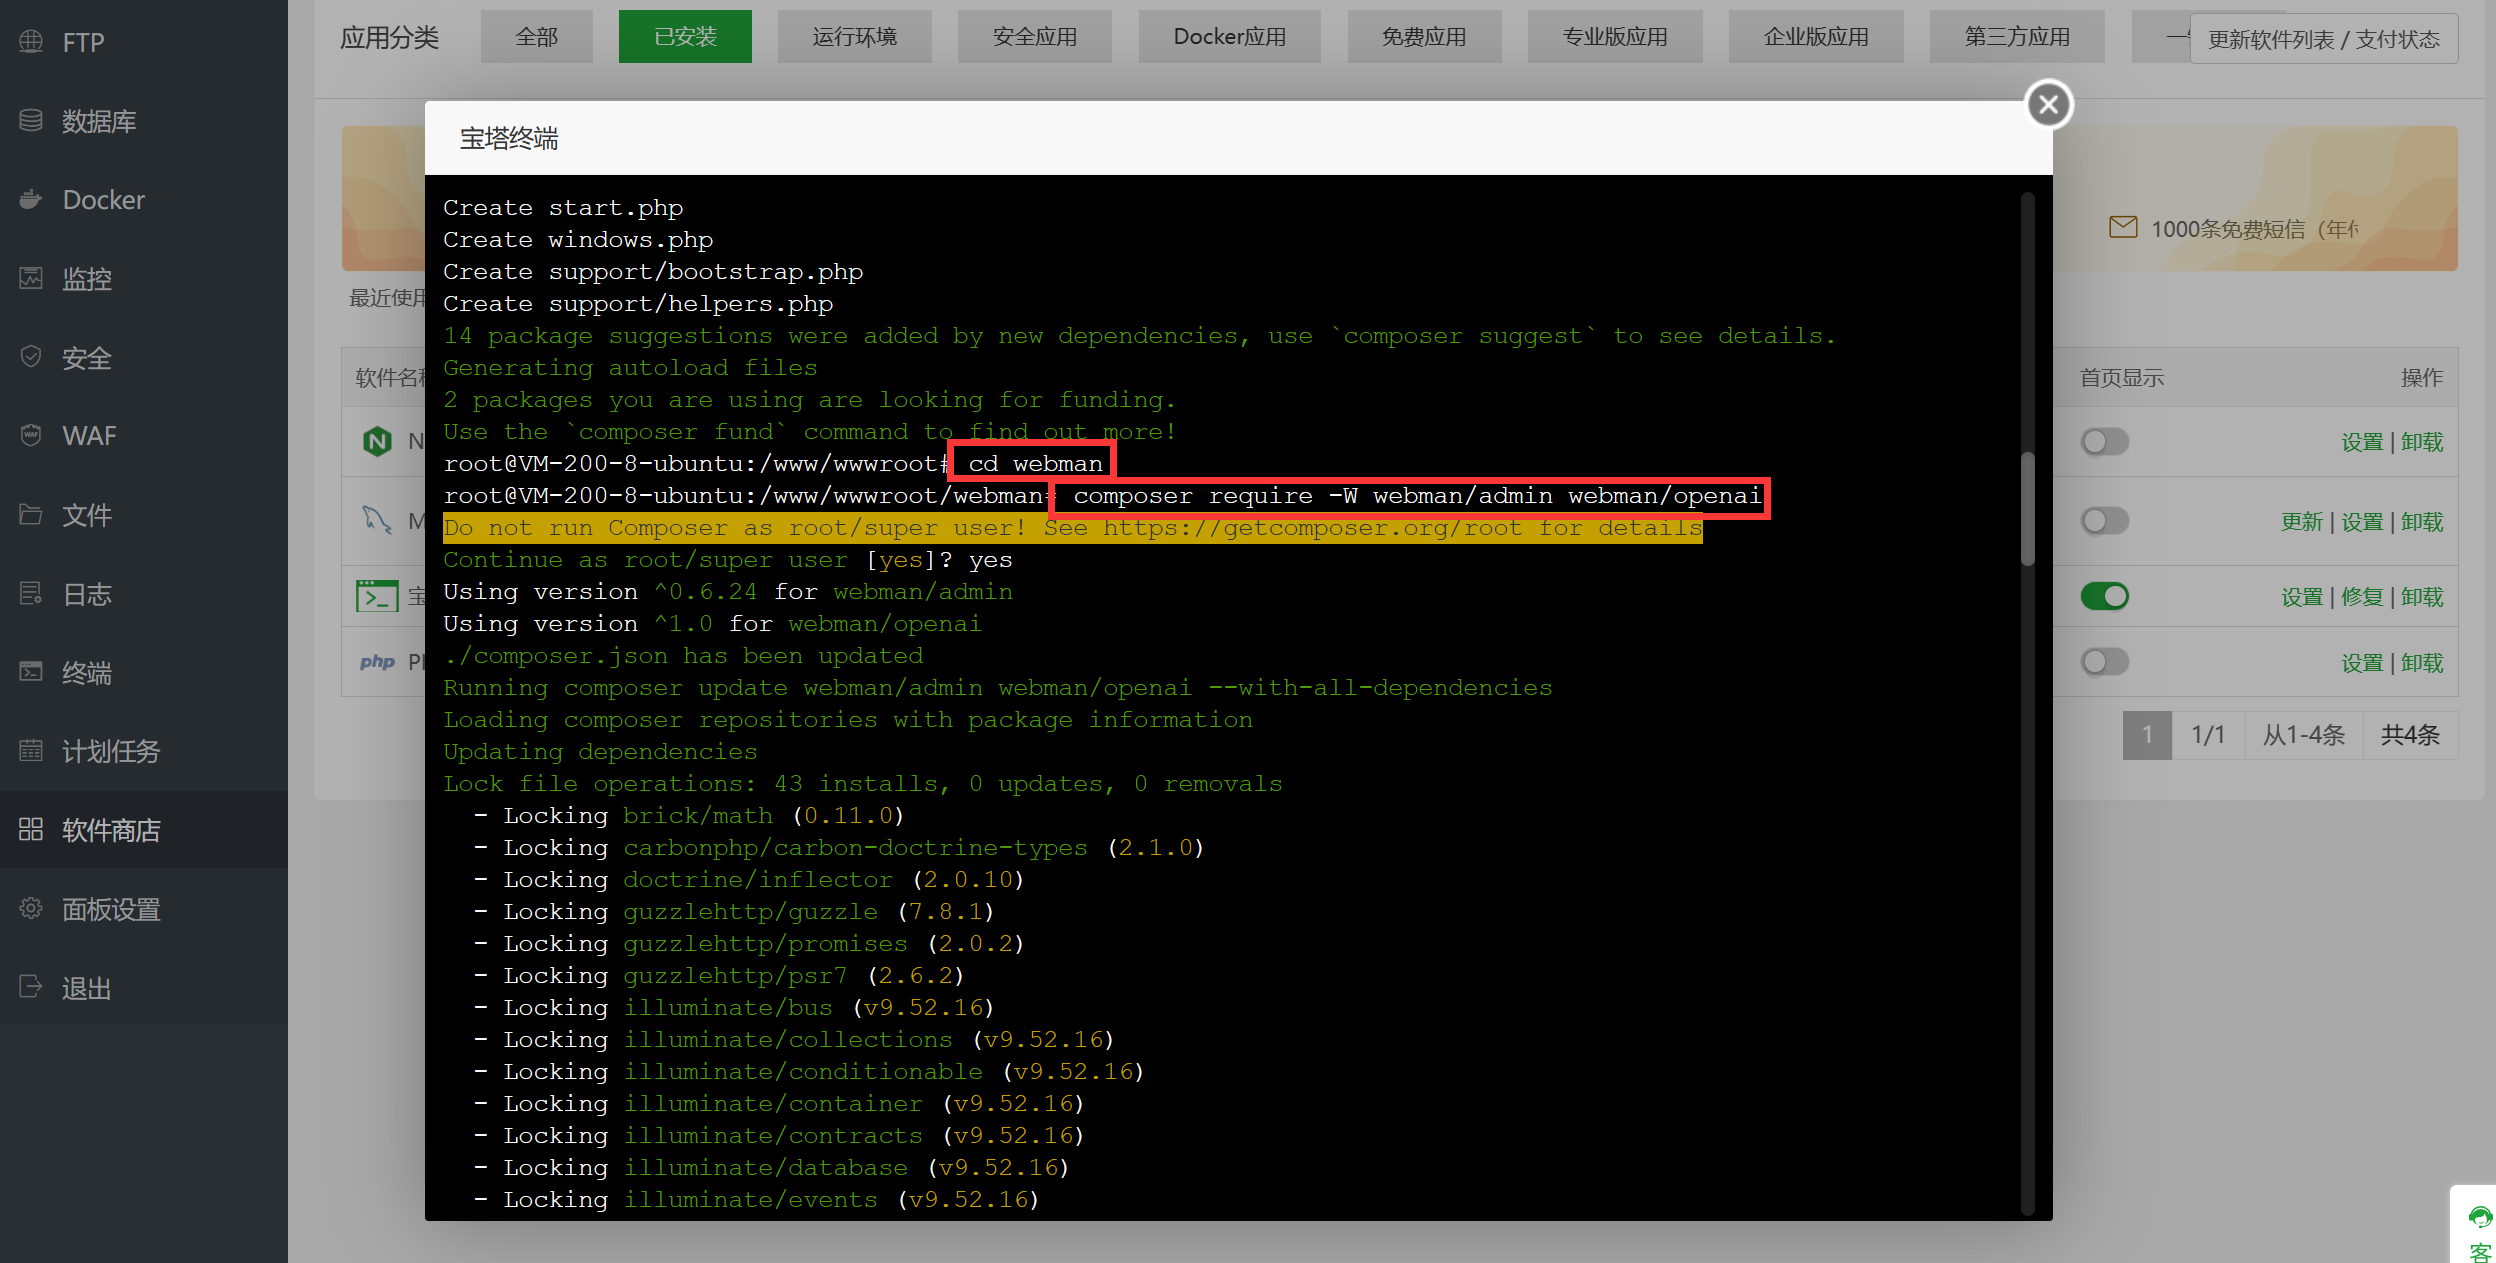 FTP
数据库
Docker
监控
安全
WAF
文件
日志
终端
计划任务
软件商店
面板设置
退出
应用分类
全部
已安装
运行环境
安全应用
Docker应用
免费应用
专业版应用
企业版应用
第三方应用
更新软件列表 / 支付状态
1000条免费短信（年
最近使用
软件名称
首页显示
操作
N
设置 | 卸载
M
更新 | 设置 | 卸载
宝
设置 | 修复 | 卸载
php
设置 | 卸载
1
1/1
从1-4条
共4条
宝塔终端
Create start.php
Create windows.php
Create support/bootstrap.php
Create support/helpers.php
14 package suggestions were added by new dependencies, use `composer suggest` to see details.
Generating autoload files
2 packages you are using are looking for funding.
Use the `composer fund` command to find out more!
root@VM-200-8-ubuntu:/www/wwwroot# cd webman
root@VM-200-8-ubuntu:/www/wwwroot/webman# composer require -W webman/admin webman/openai
Do not run Composer as root/super user! See https://getcomposer.org/root for details
Continue as root/super user [yes]? yes
Using version ^0.6.24 for webman/admin
Using version ^1.0 for webman/openai
./composer.json has been updated
Running composer update webman/admin webman/openai --with-all-dependencies
Loading composer repositories with package information
Updating dependencies
Lock file operations: 43 installs, 0 updates, 0 removals
- Locking brick/math (0.11.0)
- Locking carbonphp/carbon-doctrine-types (2.1.0)
- Locking doctrine/inflector (2.0.10)
- Locking guzzlehttp/guzzle (7.8.1)
- Locking guzzlehttp/promises (2.0.2)
- Locking guzzlehttp/psr7 (2.6.2)
- Locking illuminate/bus (v9.52.16)
- Locking illuminate/collections (v9.52.16)
- Locking illuminate/conditionable (v9.52.16)
- Locking illuminate/container (v9.52.16)
- Locking illuminate/contracts (v9.52.16)
- Locking illuminate/database (v9.52.16)
- Locking illuminate/events (v9.52.16)
客